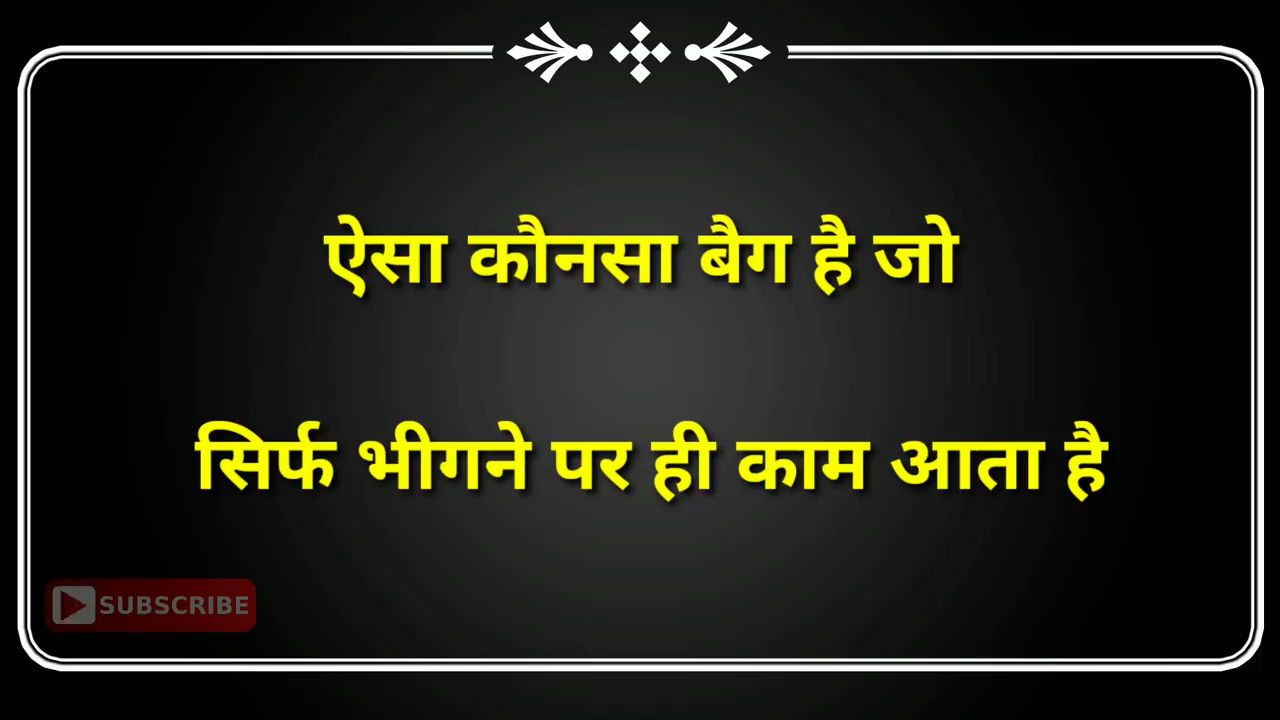 ऐसा कौनसा बैग है जो
सिर्फ भीगने पर ही काम आता है
SUBSCRIBE